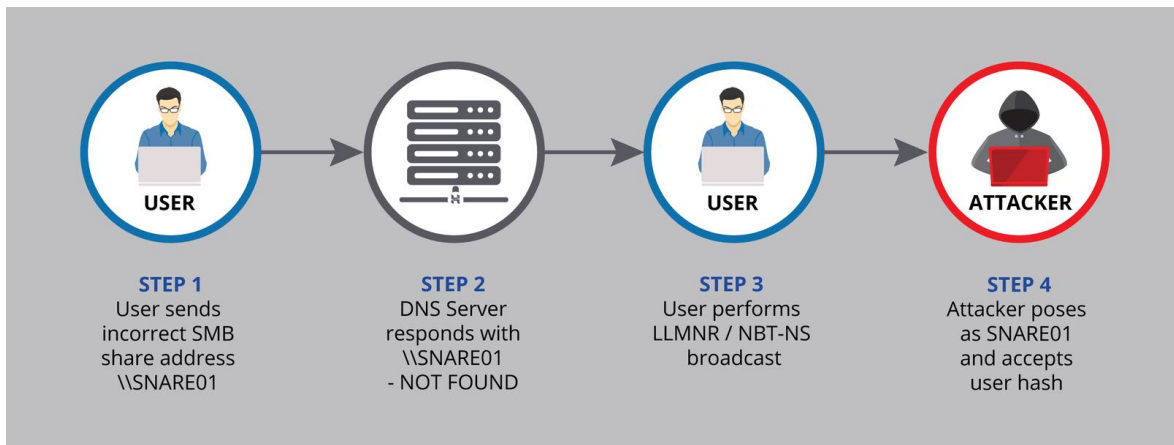 USER
USER
ATTACKER
STEP 1
User sends
incorrect SMB
share address
\\SNARE01
STEP 2
DNS Server
responds with
\\SNARE01
- NOT FOUND
STEP 3
User performs
LLMNR / NBT-NS
broadcast
STEP 4
Attacker poses
as SNARE01
and accepts
user hash